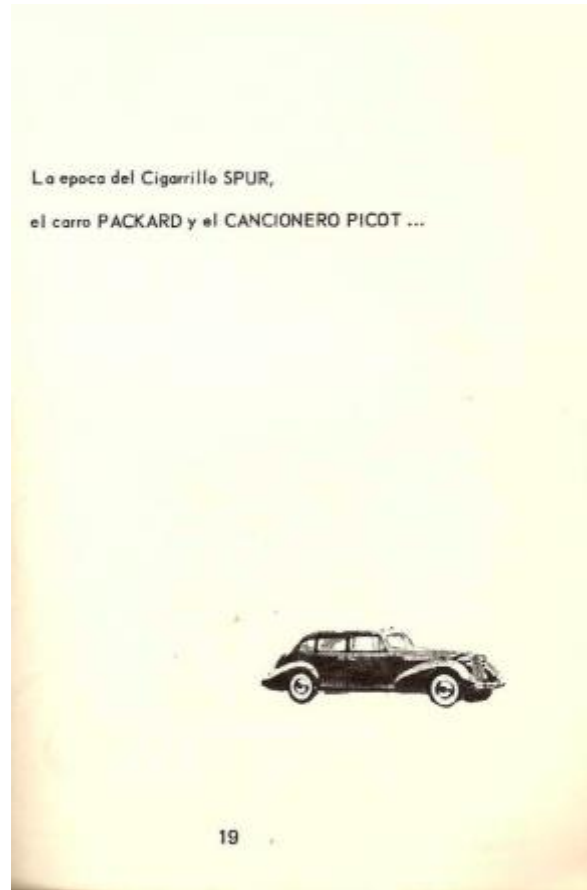 La epoca del Cigarrillo SPUR,
el carro PACKARD y el CANCIONERO PICOT ...
19